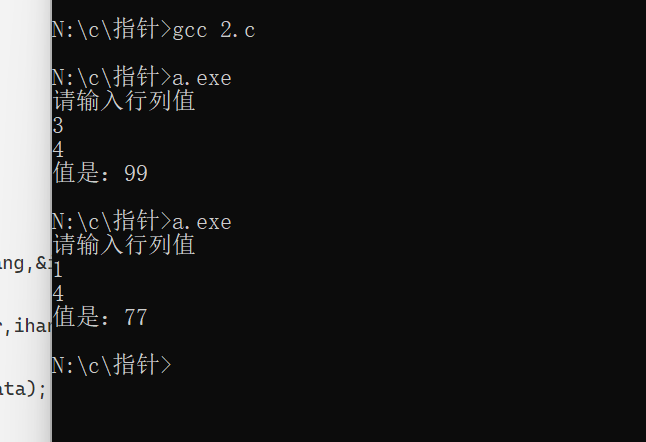 N:\c\指针>gcc 2.c
N:\c\指针>a.exe
请输入行列值
3
4
值是：99
N:\c\指针>a.exe
请输入行列值
1
4
值是：77
N:\c\指针>
ang,&i
,ihan
ata);